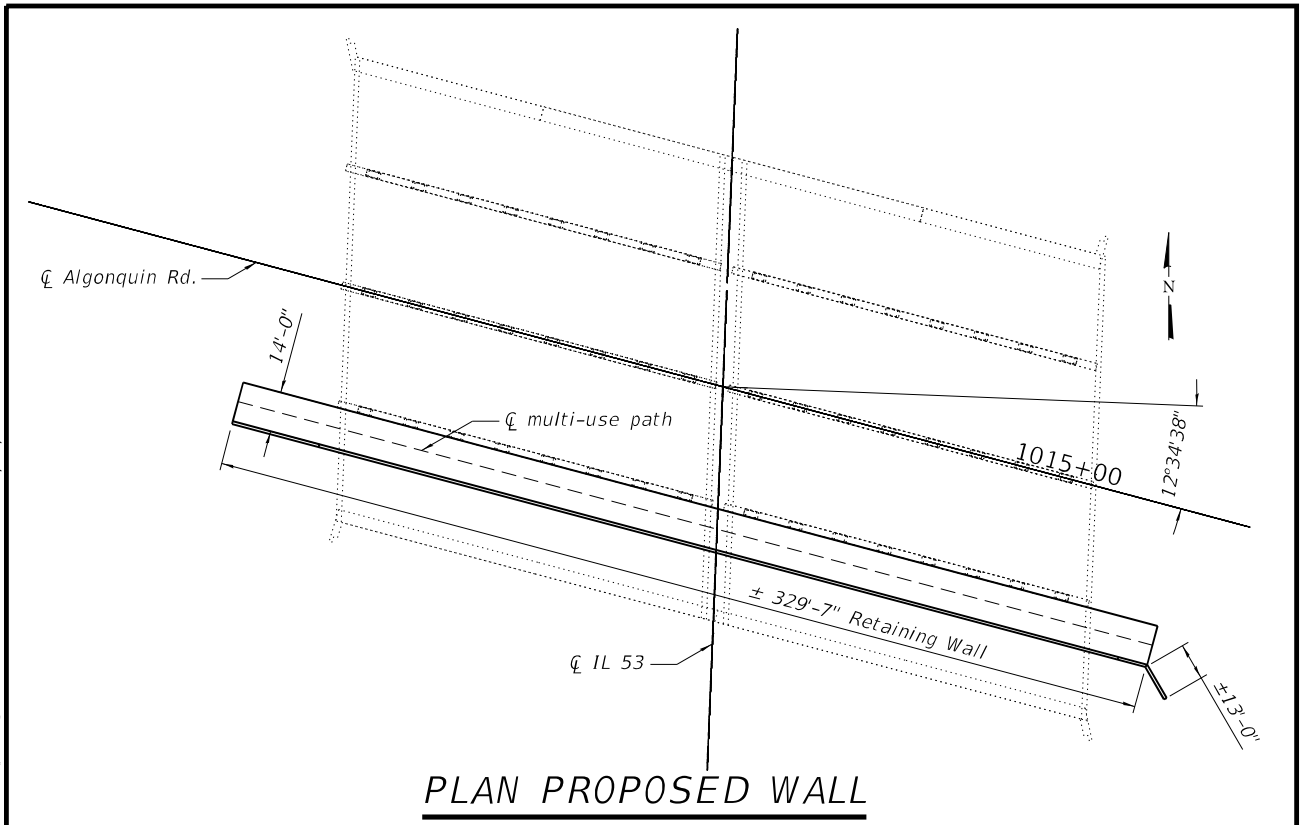 ℄ Algonquin Rd.
N
14'-0"
℄ multi-use path
1015+00
12°34'38"
± 329'-7" Retaining Wall
℄ IL 53
±13'-0"
PLAN PROPOSED WALL